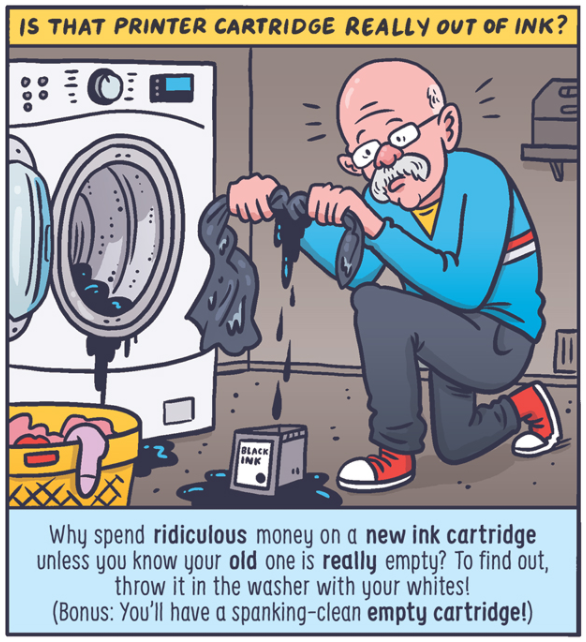 IS THAT PRINTER CARTRIDGE REALLY OUT OF INK?
BLACK
INK
Why spend ridiculous money on a new ink cartridge
unless you know your old one is really empty? To find out,
throw it in the washer with your whites!
(Bonus: You'll have a spanking-clean empty cartridge!)